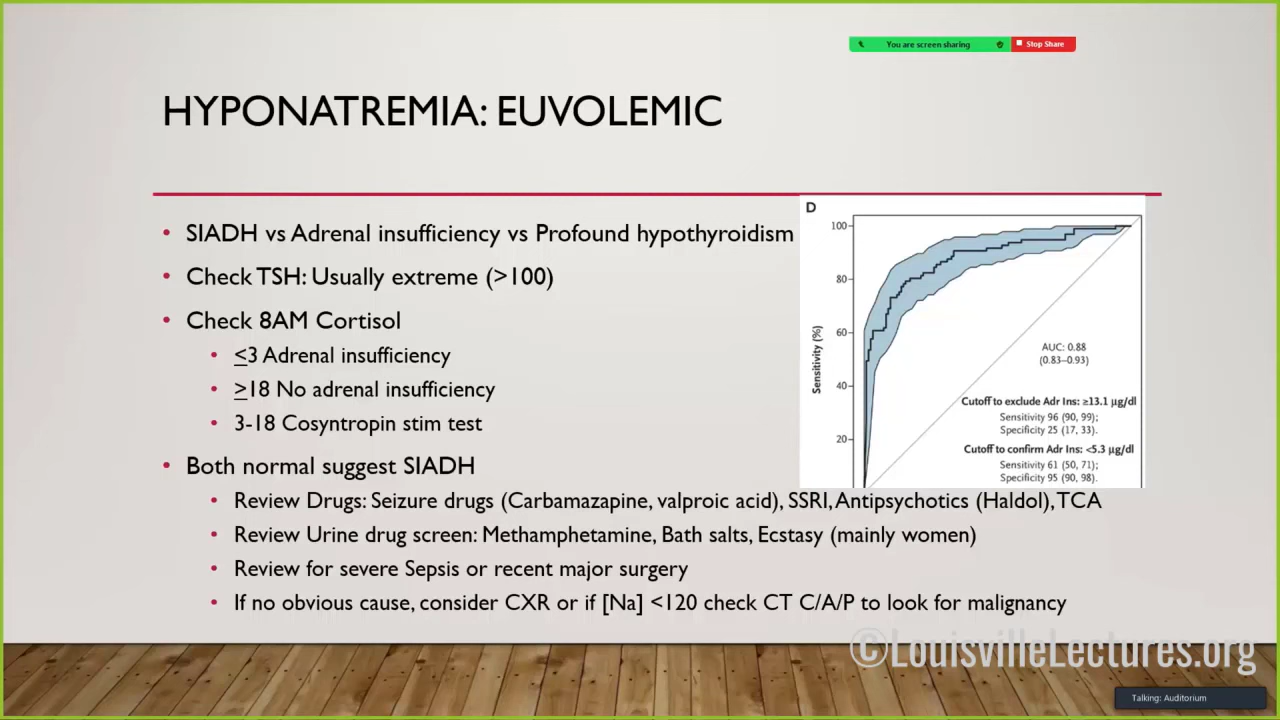 You are screen sharing
Stop Share
HYPONATREMIA: EUVOLEMIC
• SIADH vs Adrenal insufficiency vs Profound hypothyroidism
• Check TSH: Usually extreme (>100)
• Check 8AM Cortisol
• ≤3 Adrenal insufficiency
• ≥18 No adrenal insufficiency
• 3-18 Cosyntropin stim test
• Both normal suggest SIADH
• Review Drugs: Seizure drugs (Carbamazapine, valproic acid), SSRI, Antipsychotics (Haldol), TCA
• Review Urine drug screen: Methamphetamine, Bath salts, Ecstasy (mainly women)
• Review for severe Sepsis or recent major surgery
• If no obvious cause, consider CXR or if [Na] <120 check CT C/A/P to look for malignancy
D
100
80
60
40
20
Sensitivity (%)
AUC: 0.88
(0.83–0.93)
Cutoff to exclude Adr Ins: ≥13.1 μg/dl
Sensitivity 96 (90, 99);
Specificity 25 (17, 33).
Cutoff to confirm Adr Ins: <5.3 μg/dl
Sensitivity 61 (50, 71);
Specificity 95 (90, 98).
©LouisvilleLectures.org
Talking: Auditorium